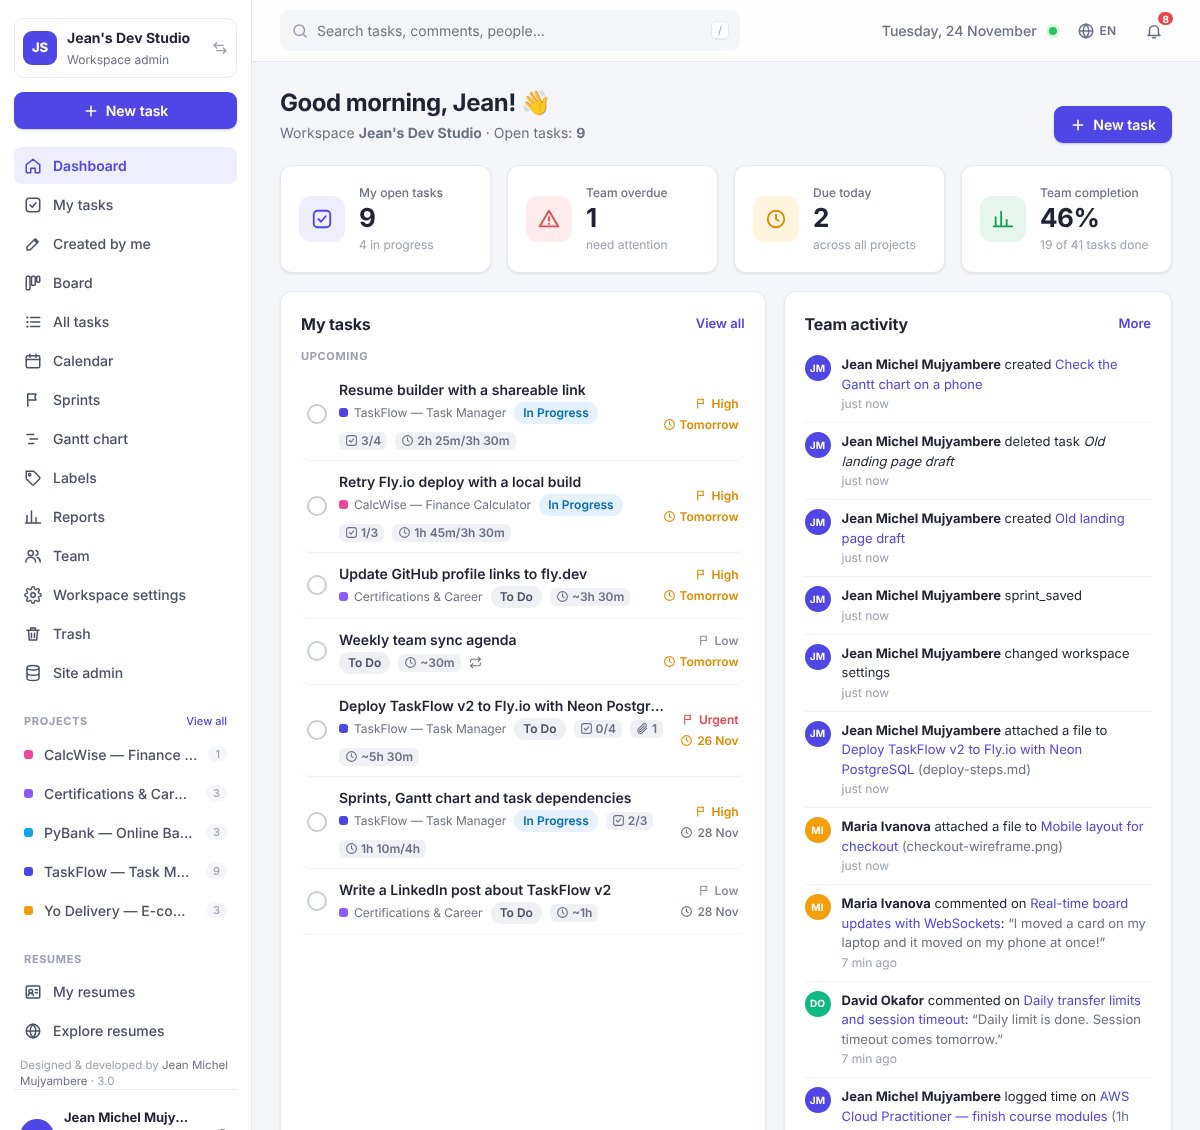 JS
Jean's Dev Studio
Workspace admin
New task
Dashboard
My tasks
Created by me
Board
All tasks
Calendar
Sprints
Gantt chart
Labels
Reports
Team
Workspace settings
Trash
Site admin
PROJECTS View all
CalcWise — Finance ... 1
Certifications & Car... 3
PyBank — Online Ba... 3
TaskFlow — Task M... 9
Yo Delivery — E-co... 3
RESUMES
My resumes
Explore resumes
Designed & developed by Jean Michel
Mujyambere · 3.0
Jean Michel Mujy...
Search tasks, comments, people... /
Tuesday, 24 November EN 8
Good morning, Jean! 👋
Workspace Jean's Dev Studio · Open tasks: 9
New task
My open tasks
9
4 in progress
Team overdue
1
need attention
Due today
2
across all projects
Team completion
46%
19 of 41 tasks done
My tasks View all
UPCOMING
Resume builder with a shareable link
TaskFlow — Task Manager In Progress
3/4 2h 25m/3h 30m
High
Tomorrow
Retry Fly.io deploy with a local build
CalcWise — Finance Calculator In Progress
1/3 1h 45m/3h 30m
High
Tomorrow
Update GitHub profile links to fly.dev
Certifications & Career To Do ~3h 30m
High
Tomorrow
Weekly team sync agenda
To Do ~30m
Low
Tomorrow
Deploy TaskFlow v2 to Fly.io with Neon Postgr...
TaskFlow — Task Manager To Do 0/4 1
~5h 30m
Urgent
26 Nov
Sprints, Gantt chart and task dependencies
TaskFlow — Task Manager In Progress 2/3
1h 10m/4h
High
28 Nov
Write a LinkedIn post about TaskFlow v2
Certifications & Career To Do ~1h
Low
28 Nov
Team activity More
JM Jean Michel Mujyambere created Check the
Gantt chart on a phone
just now
JM Jean Michel Mujyambere deleted task Old
landing page draft
just now
JM Jean Michel Mujyambere created Old landing
page draft
just now
JM Jean Michel Mujyambere sprint_saved
just now
JM Jean Michel Mujyambere changed workspace
settings
just now
JM Jean Michel Mujyambere attached a file to
Deploy TaskFlow v2 to Fly.io with Neon
PostgreSQL (deploy-steps.md)
just now
MI Maria Ivanova attached a file to Mobile layout for
checkout (checkout-wireframe.png)
just now
MI Maria Ivanova commented on Real-time board
updates with WebSockets: “I moved a card on my
laptop and it moved on my phone at once!”
7 min ago
DO David Okafor commented on Daily transfer limits
and session timeout: “Daily limit is done. Session
timeout comes tomorrow.”
7 min ago
JM Jean Michel Mujyambere logged time on AWS
Cloud Practitioner — finish course modules (1h